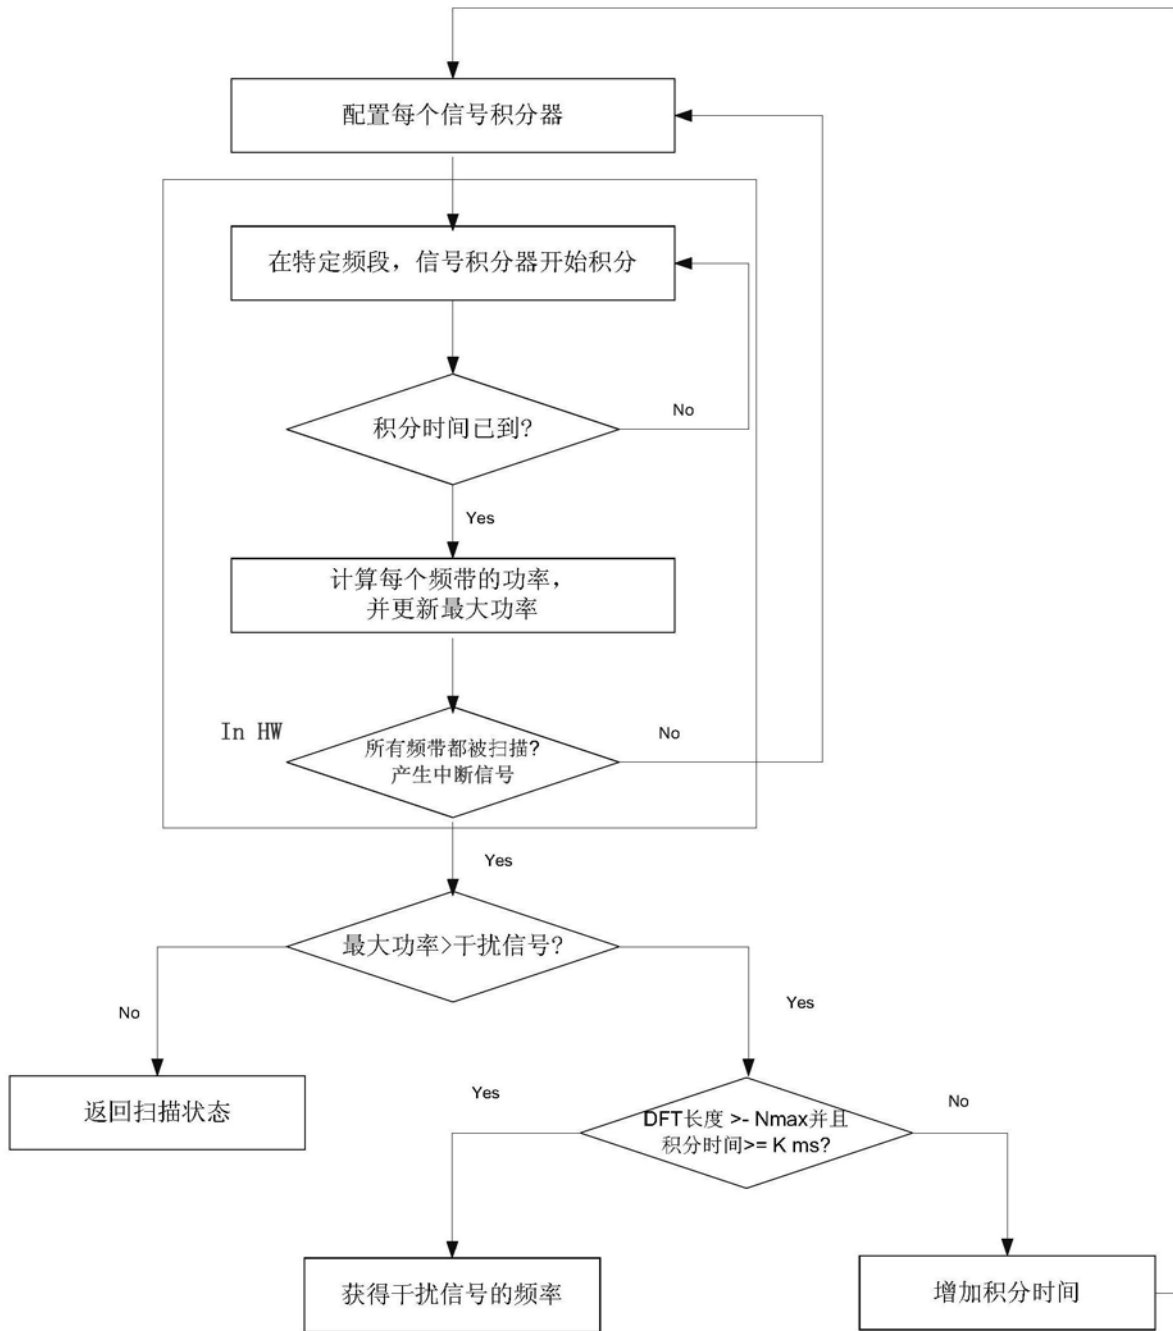 配置每个信号积分器
在特定频段，信号积分器开始积分
积分时间已到?
No
Yes
计算每个频带的功率，
并更新最大功率
In HW
所有频带都被扫描?
产生中断信号
No
Yes
最大功率>干扰信号?
No
Yes
返回扫描状态
Yes
DFT长度 >- Nmax并且
积分时间>= K ms?
No
获得干扰信号的频率
增加积分时间